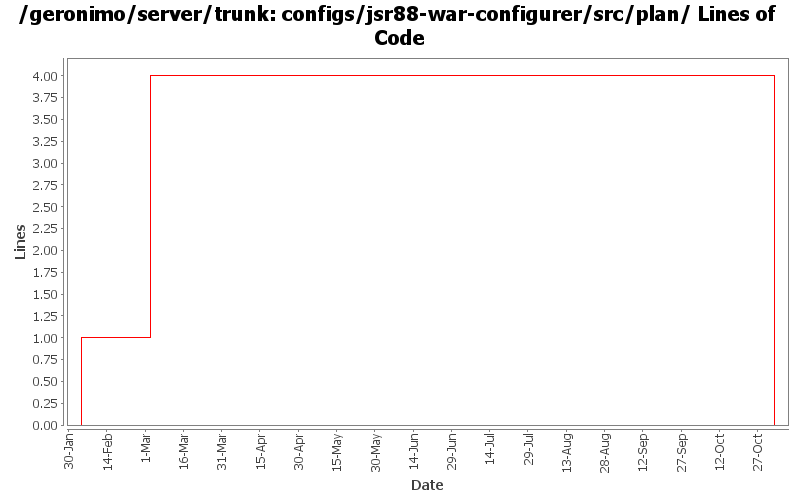 /geronimo/server/trunk: configs/jsr88-war-configurer/src/plan/ Lines of
Code
Lines
4.00
3.75
3.50
3.25
3.00
2.75
2.50
2.25
2.00
1.75
1.50
1.25
1.00
0.75
0.50
0.25
0.00
30-Jan
14-Feb
1-Mar
16-Mar
31-Mar
15-Apr
30-Apr
15-May
30-May
14-Jun
29-Jun
14-Jul
29-Jul
13-Aug
28-Aug
12-Sep
27-Sep
12-Oct
27-Oct
Date